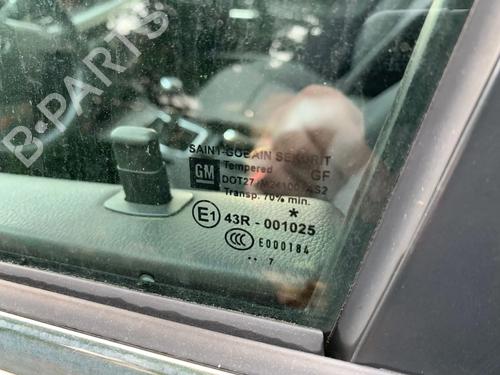 B-PARTS
SAINT-GOBAIN SEKURIT
Tempered GF
GM
Transp. 70% min.
E1 43R - 001025 *
CCC E000184
.. 7